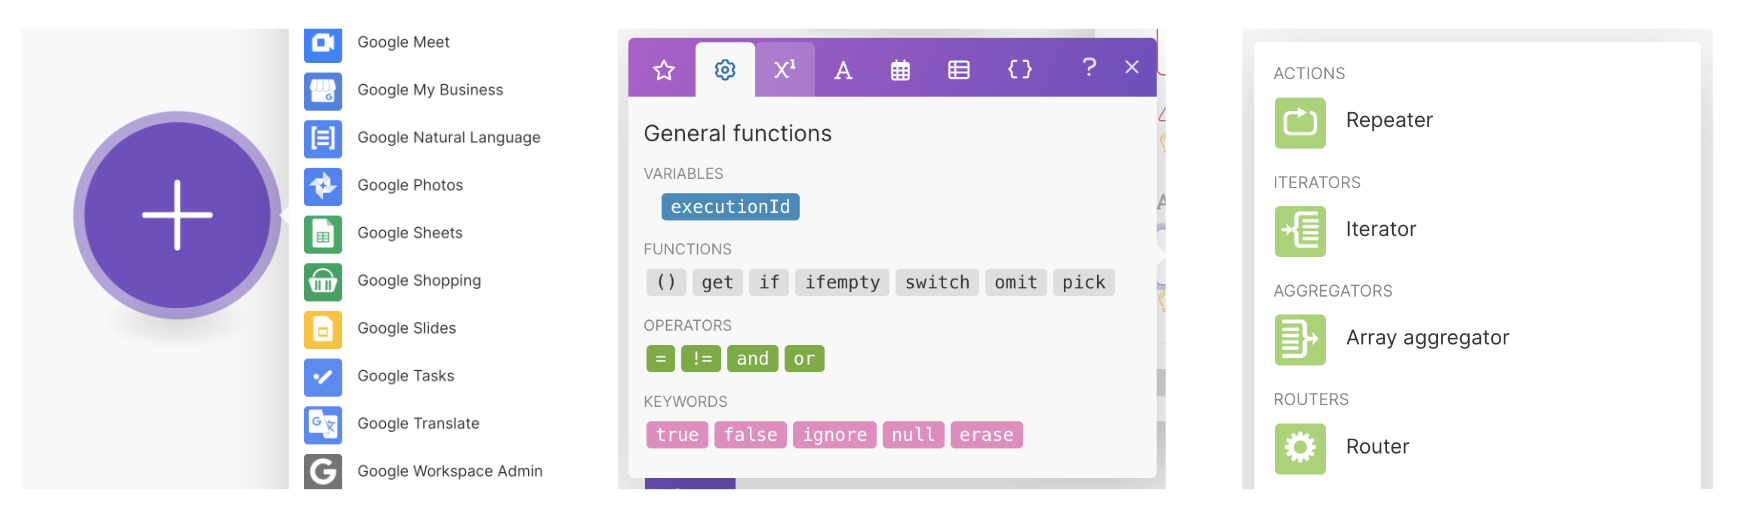 Google Meet
Google My Business
Google Natural Language
Google Photos
Google Sheets
Google Shopping
Google Slides
Google Tasks
Google Translate
Google Workspace Admin
X¹ A {} ?
General functions
VARIABLES
executionId
FUNCTIONS
() get if ifempty switch omit pick
OPERATORS
= != and or
KEYWORDS
true false ignore null erase
ACTIONS
Repeater
ITERATORS
Iterator
AGGREGATORS
Array aggregator
ROUTERS
Router